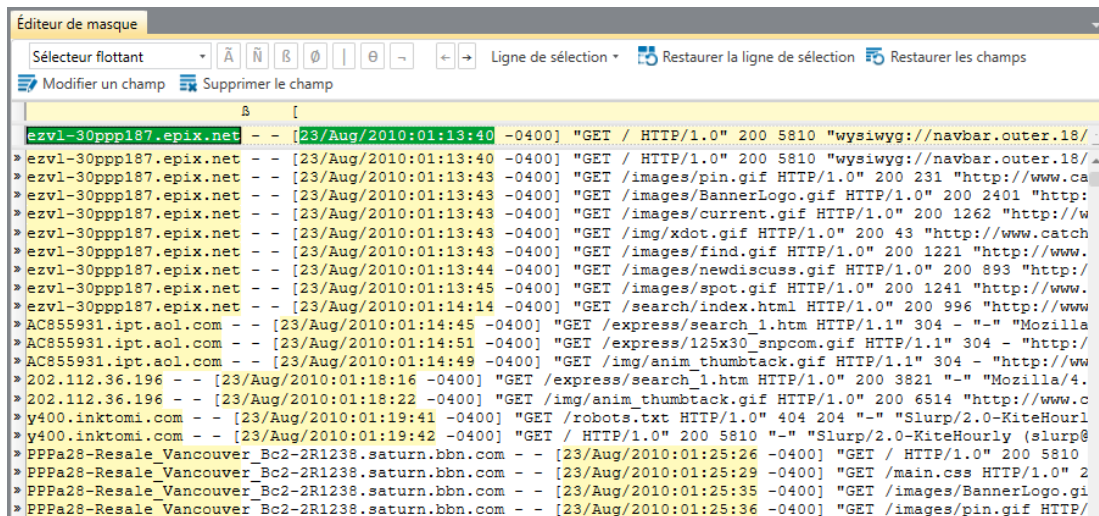 Éditeur de masque
Sélecteur flottant Ã Ñ ß Ø | Ɵ ¬ ← → Ligne de sélection Restaurer la ligne de sélection Restaurer les champs
Modifier un champ Supprimer le champ
ß [
ezvl-30ppp187.epix.net - - [23/Aug/2010:01:13:40 -0400] "GET / HTTP/1.0" 200 5810 "wysiwyg://navbar.outer.18/
» ezvl-30ppp187.epix.net - - [23/Aug/2010:01:13:40 -0400] "GET / HTTP/1.0" 200 5810 "wysiwyg://navbar.outer.18/
» ezvl-30ppp187.epix.net - - [23/Aug/2010:01:13:43 -0400] "GET /images/pin.gif HTTP/1.0" 200 231 "http://www.ca
» ezvl-30ppp187.epix.net - - [23/Aug/2010:01:13:43 -0400] "GET /images/BannerLogo.gif HTTP/1.0" 200 2401 "http:
» ezvl-30ppp187.epix.net - - [23/Aug/2010:01:13:43 -0400] "GET /images/current.gif HTTP/1.0" 200 1262 "http://w
» ezvl-30ppp187.epix.net - - [23/Aug/2010:01:13:43 -0400] "GET /img/xdot.gif HTTP/1.0" 200 43 "http://www.catch
» ezvl-30ppp187.epix.net - - [23/Aug/2010:01:13:43 -0400] "GET /images/find.gif HTTP/1.0" 200 1221 "http://www.
» ezvl-30ppp187.epix.net - - [23/Aug/2010:01:13:44 -0400] "GET /images/newdiscuss.gif HTTP/1.0" 200 893 "http:/
» ezvl-30ppp187.epix.net - - [23/Aug/2010:01:13:45 -0400] "GET /images/spot.gif HTTP/1.0" 200 1241 "http://www.
» ezvl-30ppp187.epix.net - - [23/Aug/2010:01:14:14 -0400] "GET /search/index.html HTTP/1.0" 200 996 "http://www
» AC855931.ipt.aol.com - - [23/Aug/2010:01:14:45 -0400] "GET /express/search_1.htm HTTP/1.1" 304 - "-" "Mozilla
» AC855931.ipt.aol.com - - [23/Aug/2010:01:14:51 -0400] "GET /express/125x30_snpcom.gif HTTP/1.1" 304 - "http:/
» AC855931.ipt.aol.com - - [23/Aug/2010:01:14:49 -0400] "GET /img/anim_thumbtack.gif HTTP/1.1" 304 - "http://ww
» 202.112.36.196 - - [23/Aug/2010:01:18:16 -0400] "GET /express/search_1.htm HTTP/1.0" 200 3821 "-" "Mozilla/4.
» 202.112.36.196 - - [23/Aug/2010:01:18:22 -0400] "GET /img/anim_thumbtack.gif HTTP/1.0" 200 6514 "http://www.c
» y400.inktomi.com - - [23/Aug/2010:01:19:41 -0400] "GET /robots.txt HTTP/1.0" 404 204 "-" "Slurp/2.0-KiteHourl
» y400.inktomi.com - - [23/Aug/2010:01:19:42 -0400] "GET / HTTP/1.0" 200 5810 "-" "Slurp/2.0-KiteHourly (slurp@
» PPPa28-Resale_Vancouver_Bc2-2R1238.saturn.bbn.com - - [23/Aug/2010:01:25:26 -0400] "GET / HTTP/1.0" 200 5810
» PPPa28-Resale_Vancouver_Bc2-2R1238.saturn.bbn.com - - [23/Aug/2010:01:25:29 -0400] "GET /main.css HTTP/1.0" 2
» PPPa28-Resale_Vancouver_Bc2-2R1238.saturn.bbn.com - - [23/Aug/2010:01:25:35 -0400] "GET /images/BannerLogo.gi
» PPPa28-Resale_Vancouver_Bc2-2R1238.saturn.bbn.com - - [23/Aug/2010:01:25:36 -0400] "GET /images/pin.gif HTTP/